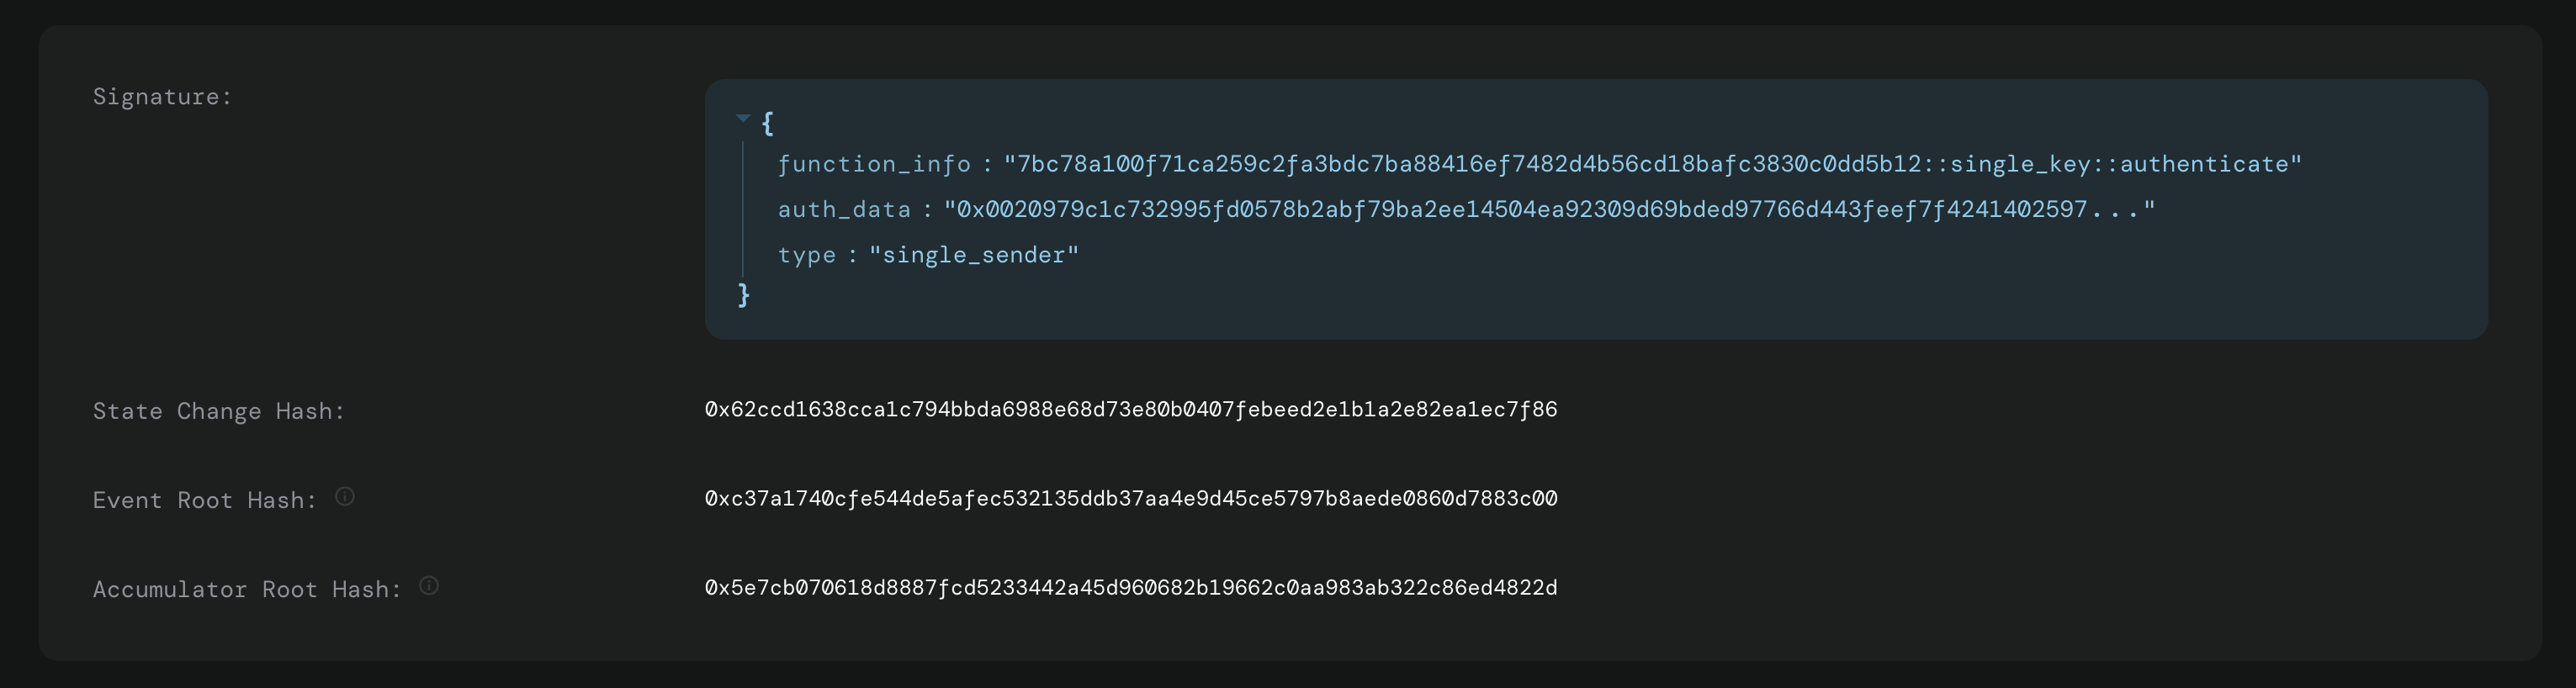 Signature:
{
function_info : "7bc78a100f71ca259c2fa3bdc7ba88416ef7482d4b56cd18bafc3830c0dd5b12::single_key::authenticate"
auth_data : "0x0020979c1c732995fd0578b2abf79ba2ee14504ea92309d69bded97766d443feef7f4241402597..."
type : "single_sender"
}
State Change Hash:
0x62ccd1638cca1c794bbda6988e68d73e80b0407febeed2e1b1a2e82ea1ec7f86
Event Root Hash:
0xc37a1740cfe544de5afec532135ddb37aa4e9d45ce5797b8aede0860d7883c00
Accumulator Root Hash:
0x5e7cb070618d8887fcd5233442a45d960682b19662c0aa983ab322c86ed4822d